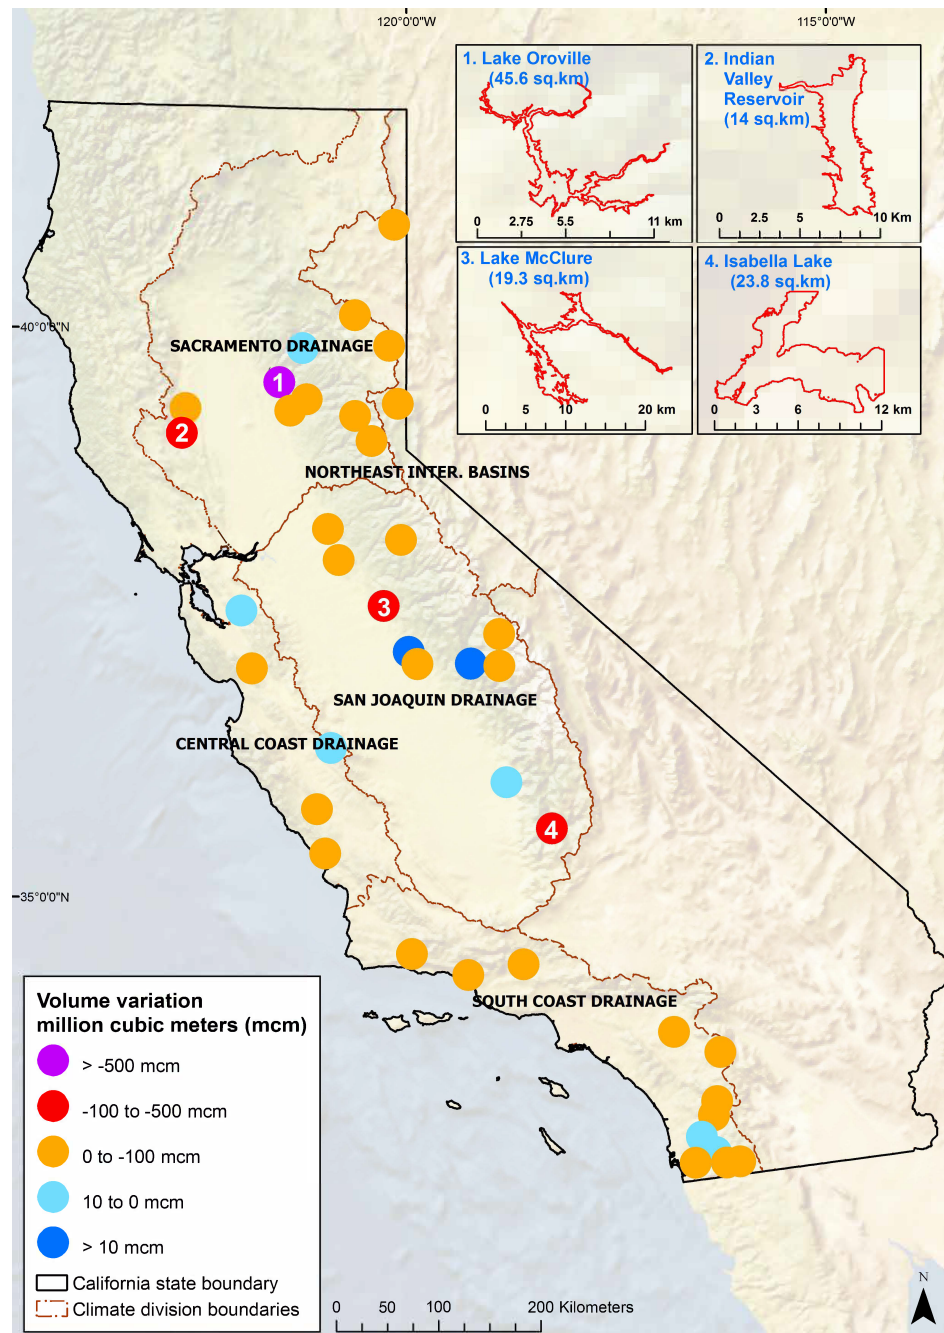 120°0'0"W
115°0'0"W
1. Lake Oroville
(45.6 sq.km)
0 2.75 5.5 11 km
2. Indian
Valley
Reservoir
(14 sq.km)
0 2.5 5 10 Km
3. Lake McClure
(19.3 sq.km)
0 5 10 20 km
4. Isabella Lake
(23.8 sq.km)
0 3 6 12 km
40°0'0"N
SACRAMENTO DRAINAGE
1
2
NORTHEAST INTER. BASINS
3
SAN JOAQUIN DRAINAGE
CENTRAL COAST DRAINAGE
4
35°0'0"N
SOUTH COAST DRAINAGE
Volume variation
million cubic meters (mcm)
> -500 mcm
-100 to -500 mcm
0 to -100 mcm
10 to 0 mcm
> 10 mcm
California state boundary
Climate division boundaries
0 50 100 200 Kilometers
N